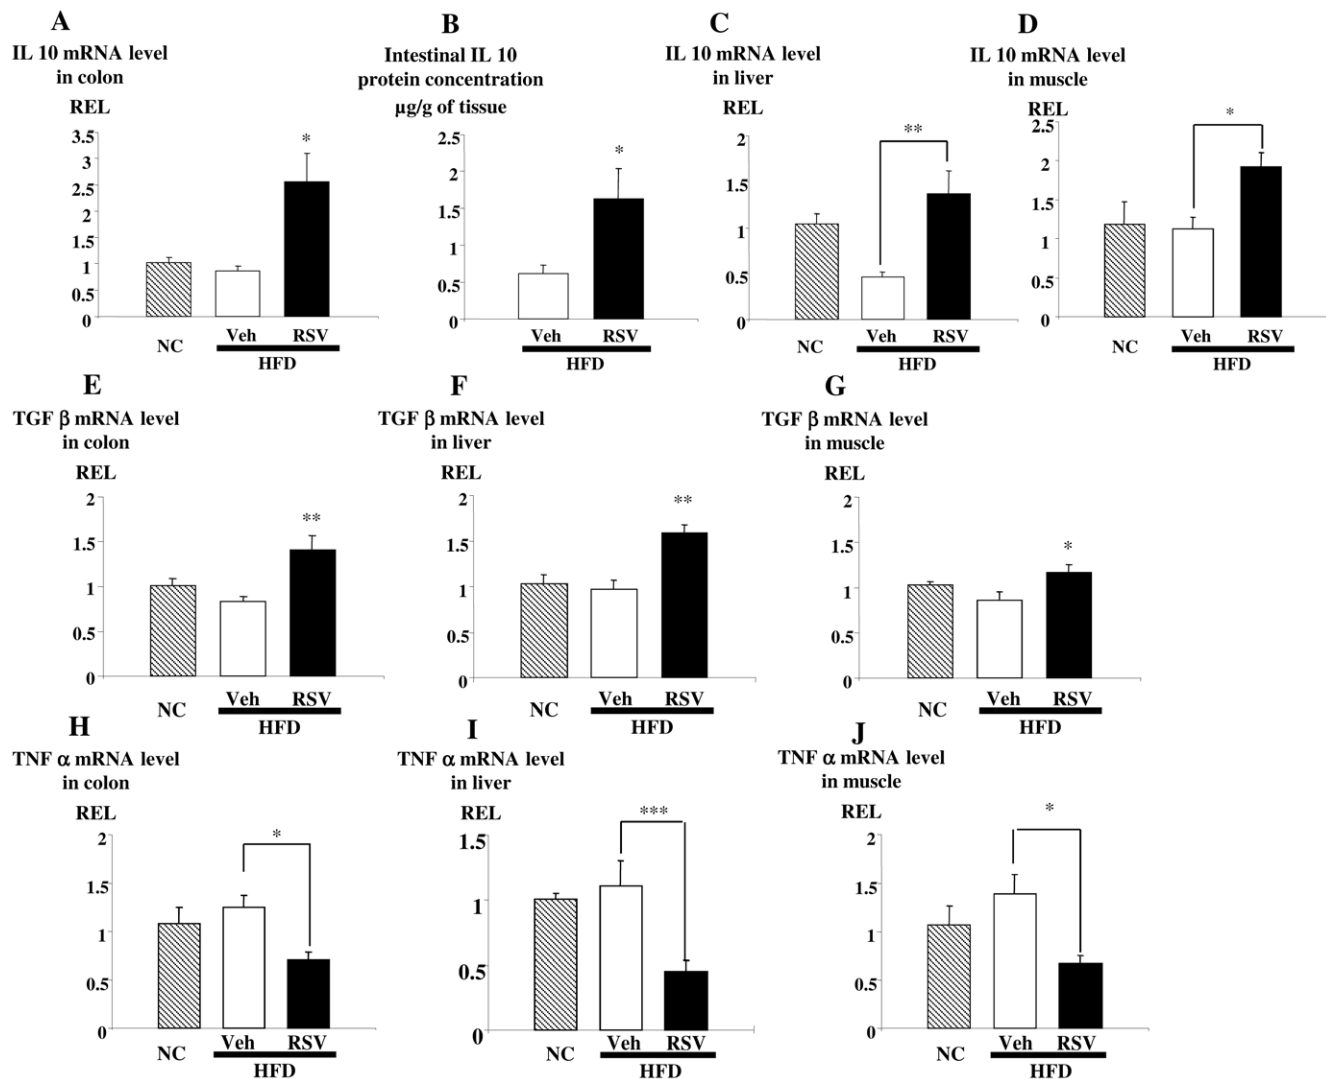 A
IL 10 mRNA level
in colon
REL
3.5
3
2.5
2
1.5
1
0.5
0
*
NC
Veh
RSV
HFD
B
Intestinal IL 10
protein concentration
µg/g of tissue
2.5
2
1.5
1
0.5
0
*
Veh
RSV
HFD
C
IL 10 mRNA level
in liver
REL
2
1.5
1
0.5
0
**
NC
Veh
RSV
HFD
D
IL 10 mRNA level
in muscle
REL
2.5
2
1.5
1
0.5
0
*
NC
Veh
RSV
HFD
E
TGF β mRNA level
in colon
REL
2
1.5
1
0.5
0
**
NC
Veh
RSV
HFD
F
TGF β mRNA level
in liver
REL
2
1.5
1
0.5
0
**
NC
Veh
RSV
HFD
G
TGF β mRNA level
in muscle
REL
2
1.5
1
0.5
0
*
NC
Veh
RSV
HFD
H
TNF α mRNA level
in colon
REL
2
1.5
1
0.5
0
*
NC
Veh
RSV
HFD
I
TNF α mRNA level
in liver
REL
1.5
1
0.5
0
***
NC
Veh
RSV
HFD
J
TNF α mRNA level
in muscle
REL
2
1.5
1
0.5
0
*
NC
Veh
RSV
HFD